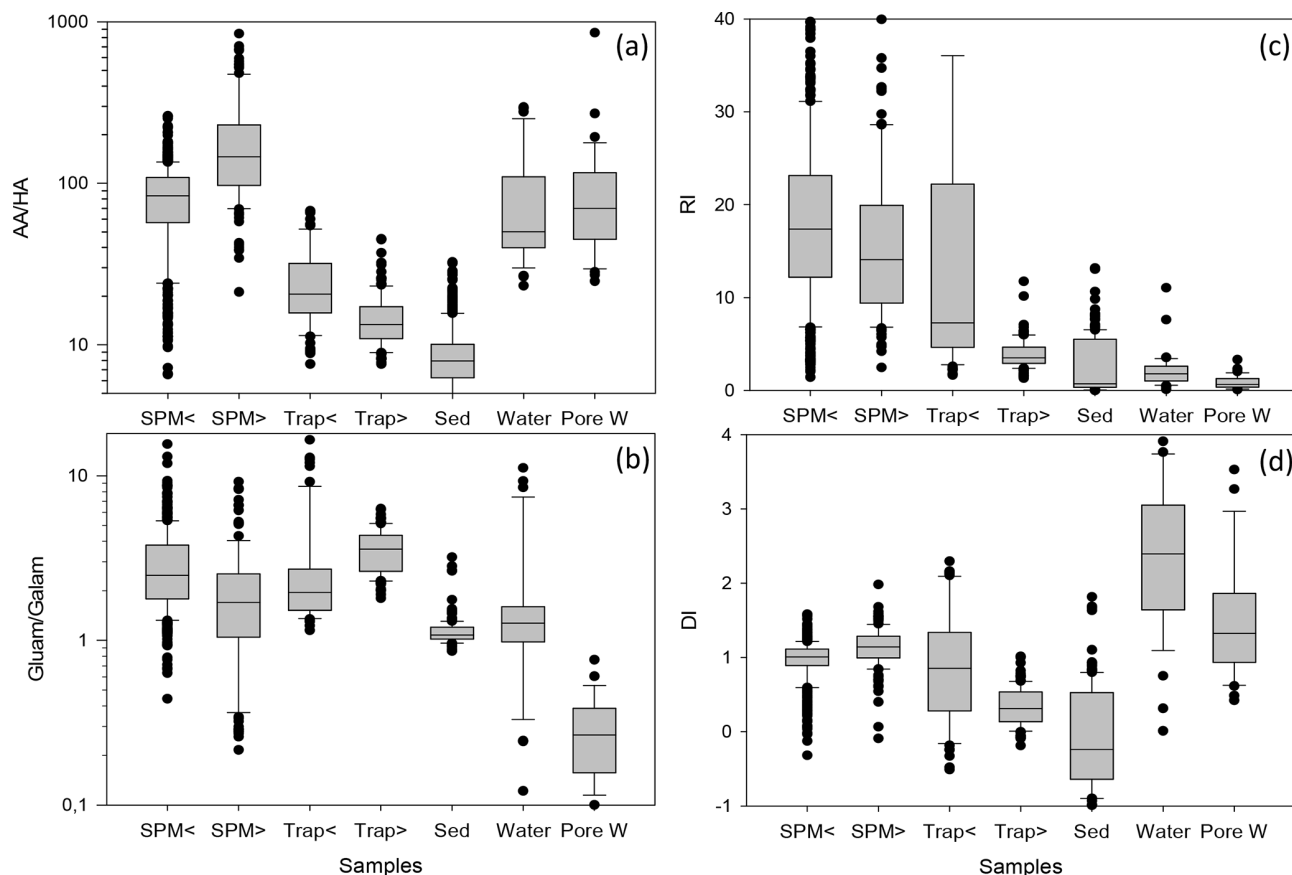 (a)
1000
100
10
AA/HA
SPM< SPM> Trap< Trap> Sed Water Pore W
(b)
10
1
0,1
Gluam/Galam
SPM< SPM> Trap< Trap> Sed Water Pore W
Samples
(c)
40
30
20
10
0
RI
SPM< SPM> Trap< Trap> Sed Water Pore W
(d)
4
3
2
1
0
-1
DI
SPM< SPM> Trap< Trap> Sed Water Pore W
Samples